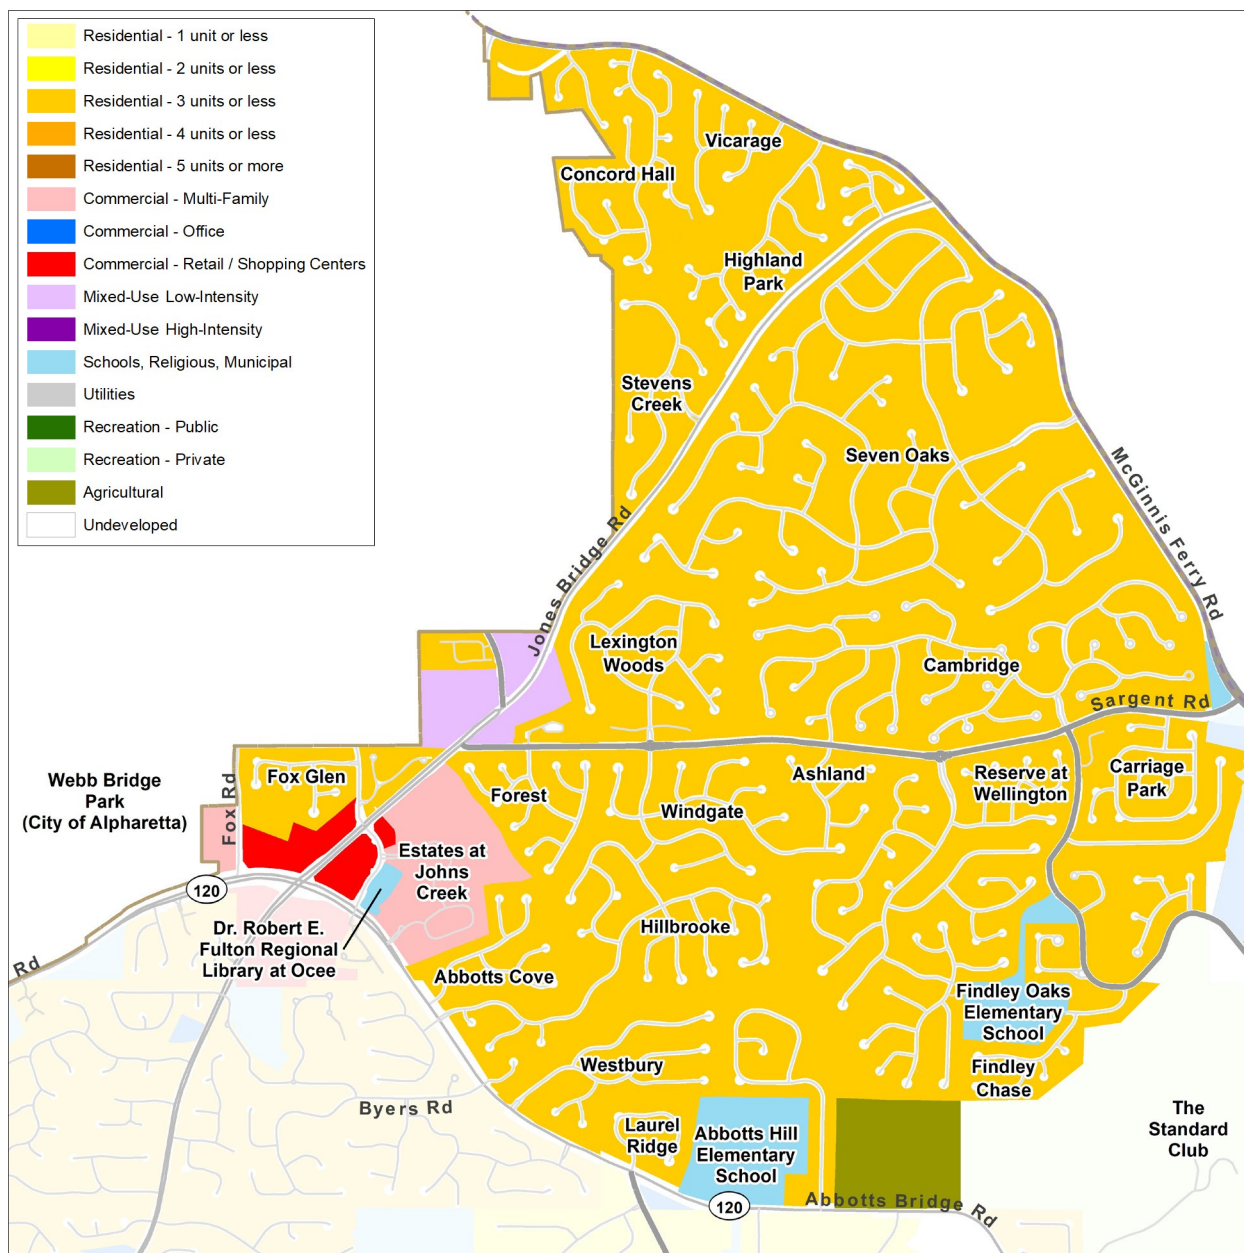 Residential - 1 unit or less
Residential - 2 units or less
Residential - 3 units or less
Residential - 4 units or less
Residential - 5 units or more
Commercial - Multi-Family
Commercial - Office
Commercial - Retail / Shopping Centers
Mixed-Use Low-Intensity
Mixed-Use High-Intensity
Schools, Religious, Municipal
Utilities
Recreation - Public
Recreation - Private
Agricultural
Undeveloped
Vicarage
Concord Hall
Highland
Park
Stevens
Creek
Seven Oaks
McGinnis Ferry Rd
Jones Bridge Rd
Lexington
Woods
Cambridge
Sargent Rd
Webb Bridge
Park
(City of Alpharetta)
Fox Rd
Fox Glen
Forest
Windgate
Ashland
Reserve at
Wellington
Carriage
Park
Estates at
Johns
Creek
120
Dr. Robert E.
Fulton Regional
Library at Ocee
Hillbrooke
Rd
Abbotts Cove
Findley Oaks
Elementary
School
Westbury
Findley
Chase
Byers Rd
Laurel
Ridge
Abbotts Hill
Elementary
School
The
Standard
Club
120
Abbotts Bridge Rd